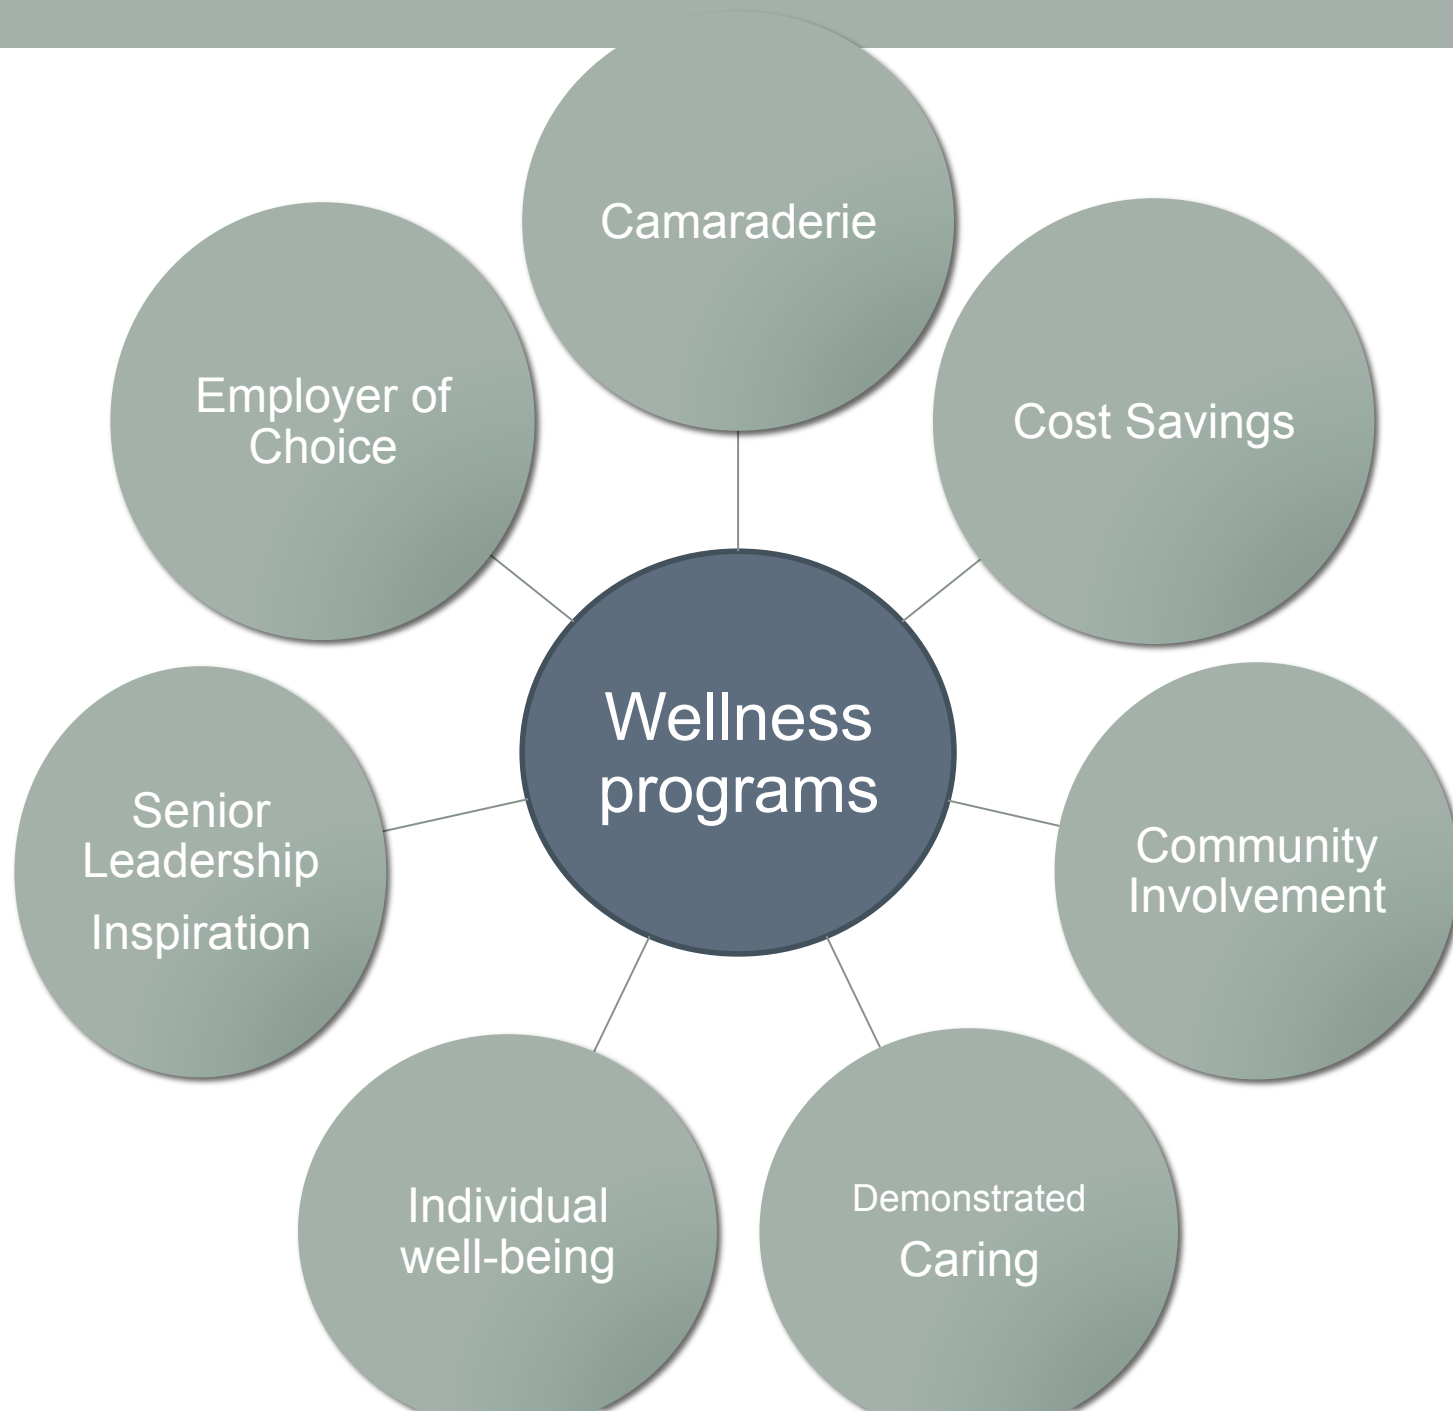 Camaraderie
Cost Savings
Community
Involvement
Demonstrated
Caring
Individual
well-being
Senior
Leadership
Inspiration
Employer of
Choice
Wellness
programs